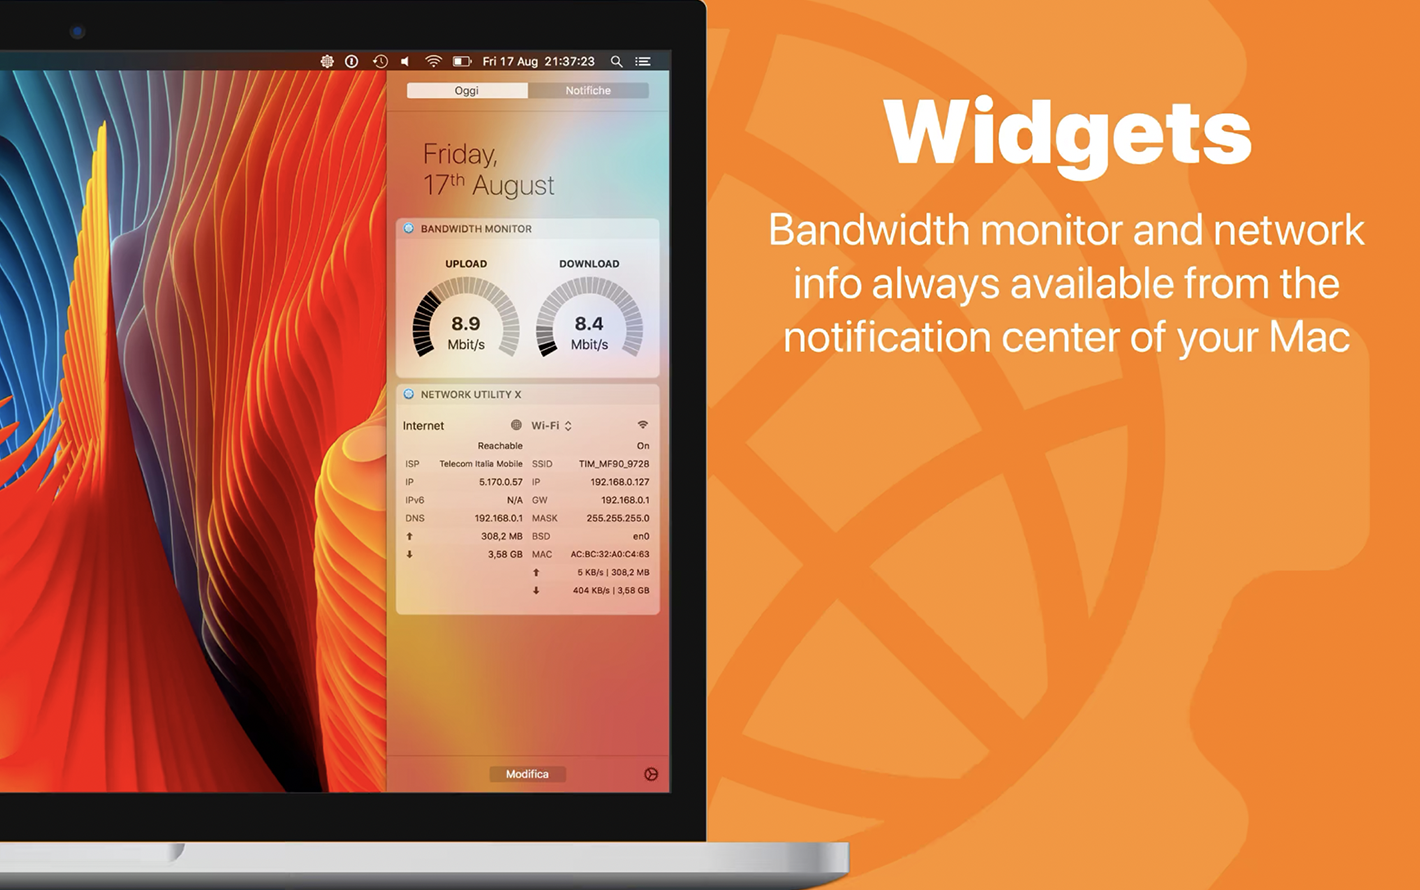 Fri 17 Aug 21:37:23
Oggi Notifiche
Friday,
17th August
BANDWIDTH MONITOR
UPLOAD DOWNLOAD
8.9 8.4
Mbit/s Mbit/s
NETWORK UTILITY X
Internet Wi-Fi
Reachable On
ISP Telecom Italia Mobile SSID TIM_MF90_9728
IP 5.170.0.57 IP 192.168.0.127
IPv6 N/A GW 192.168.0.1
DNS 192.168.0.1 MASK 255.255.255.0
308,2 MB BSD en0
3,58 GB MAC AC:BC:32:A0:C4:63
5 KB/s | 308,2 MB
404 KB/s | 3,58 GB
Modifica
Widgets
Bandwidth monitor and network
info always available from the
notification center of your Mac